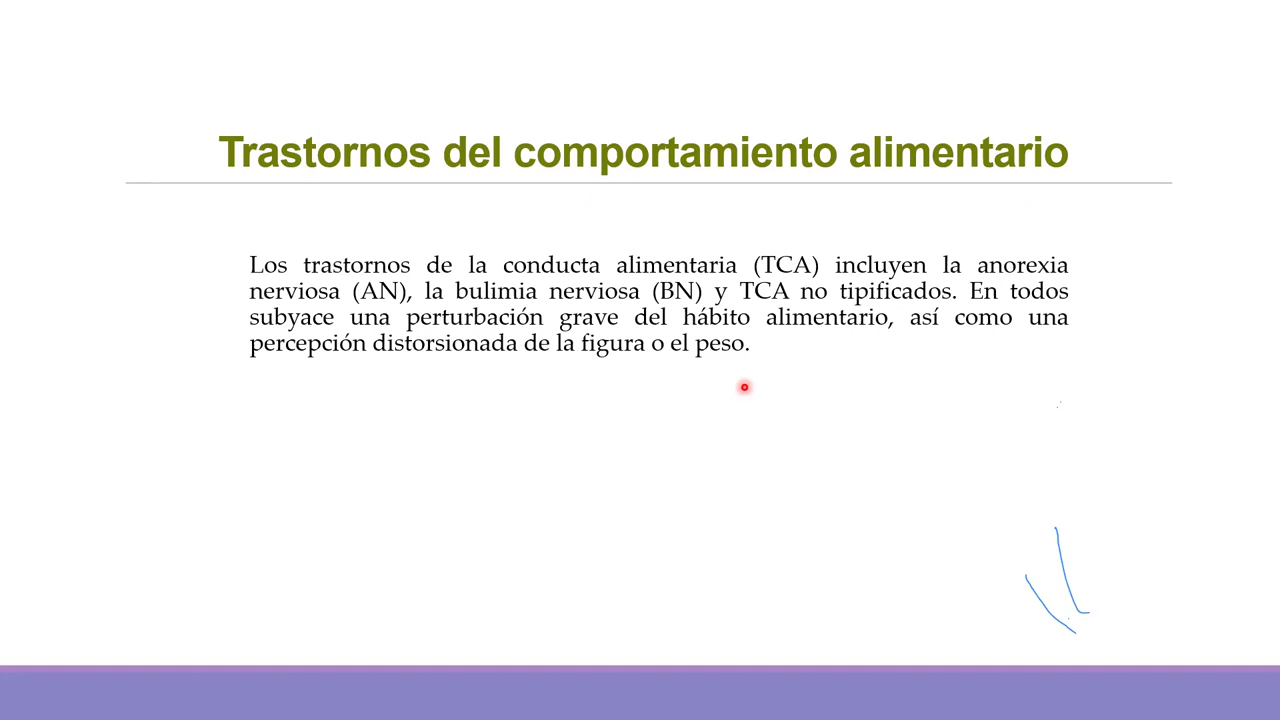 Trastornos del comportamiento alimentario
Los trastornos de la conducta alimentaria (TCA) incluyen la anorexia
nerviosa (AN), la bulimia nerviosa (BN) y TCA no tipificados. En todos
subyace una perturbación grave del hábito alimentario, así como una
percepción distorsionada de la figura o el peso.